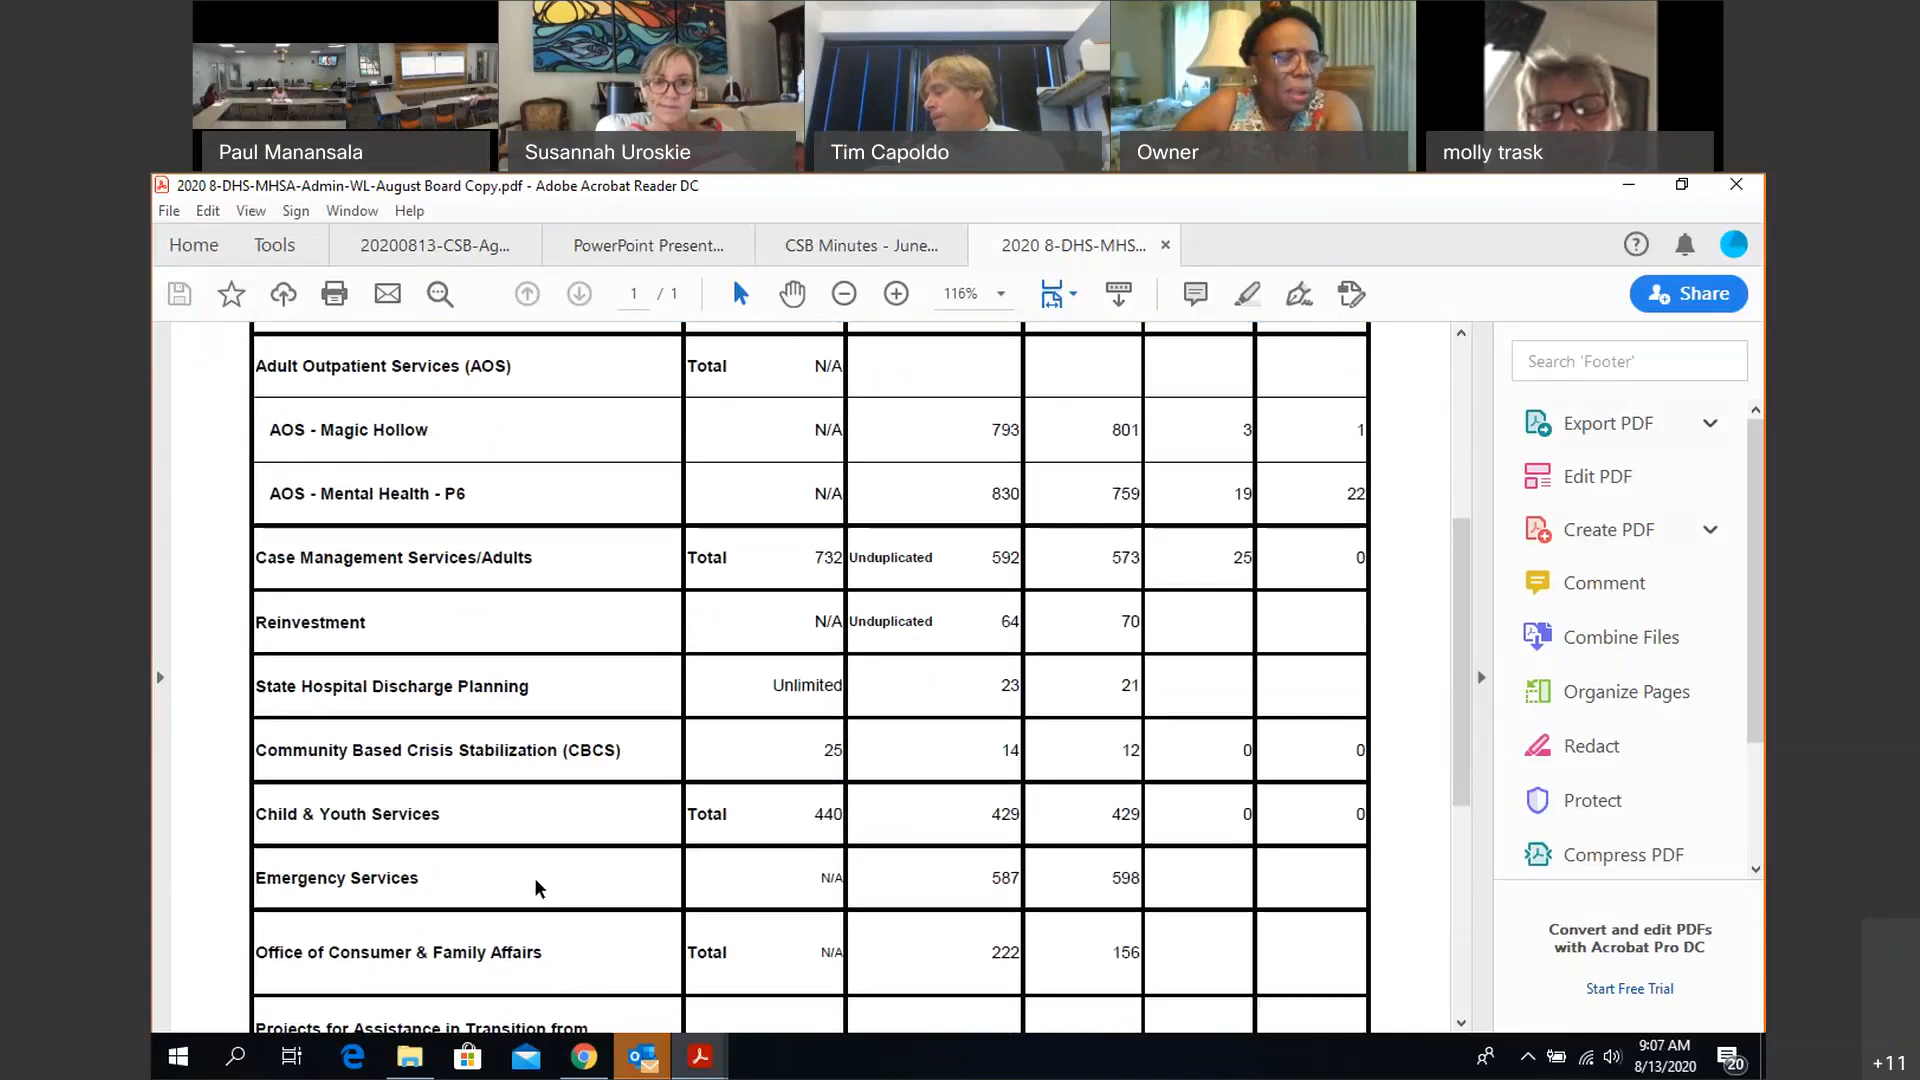 Paul Manansala
Susannah Uroskie
Tim Capoldo
Owner
molly trask
2020 8-DHS-MHSA-Admin-WL-August Board Copy.pdf - Adobe Acrobat Reader DC
File Edit View Sign Window Help
Home Tools 20200813-CSB-Ag... PowerPoint Present... CSB Minutes - June... 2020 8-DHS-MHS...
1 / 1 116% Share
Adult Outpatient Services (AOS) Total N/A
AOS - Magic Hollow N/A 793 801 3 1
AOS - Mental Health - P6 N/A 830 759 19 22
Case Management Services/Adults Total 732 Unduplicated 592 573 25 0
Reinvestment N/A Unduplicated 64 70
State Hospital Discharge Planning Unlimited 23 21
Community Based Crisis Stabilization (CBCS) 25 14 12 0 0
Child & Youth Services Total 440 429 429 0 0
Emergency Services N/A 587 598
Office of Consumer & Family Affairs Total N/A 222 156
Projects for Assistance in Transition from
Search 'Footer'
Export PDF
Edit PDF
Create PDF
Comment
Combine Files
Organize Pages
Redact
Protect
Compress PDF
Convert and edit PDFs
with Acrobat Pro DC
Start Free Trial
9:07 AM
8/13/2020
20
+11